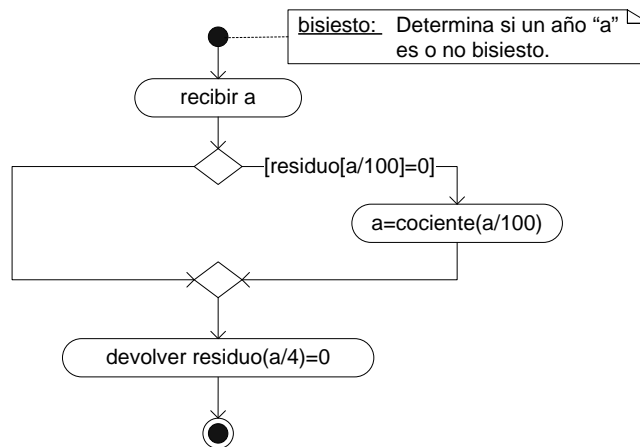 bisiesto: Determina si un año “a”
es o no bisiesto.
recibir a
[residuo[a/100]=0]
a=cociente(a/100)
devolver residuo(a/4)=0